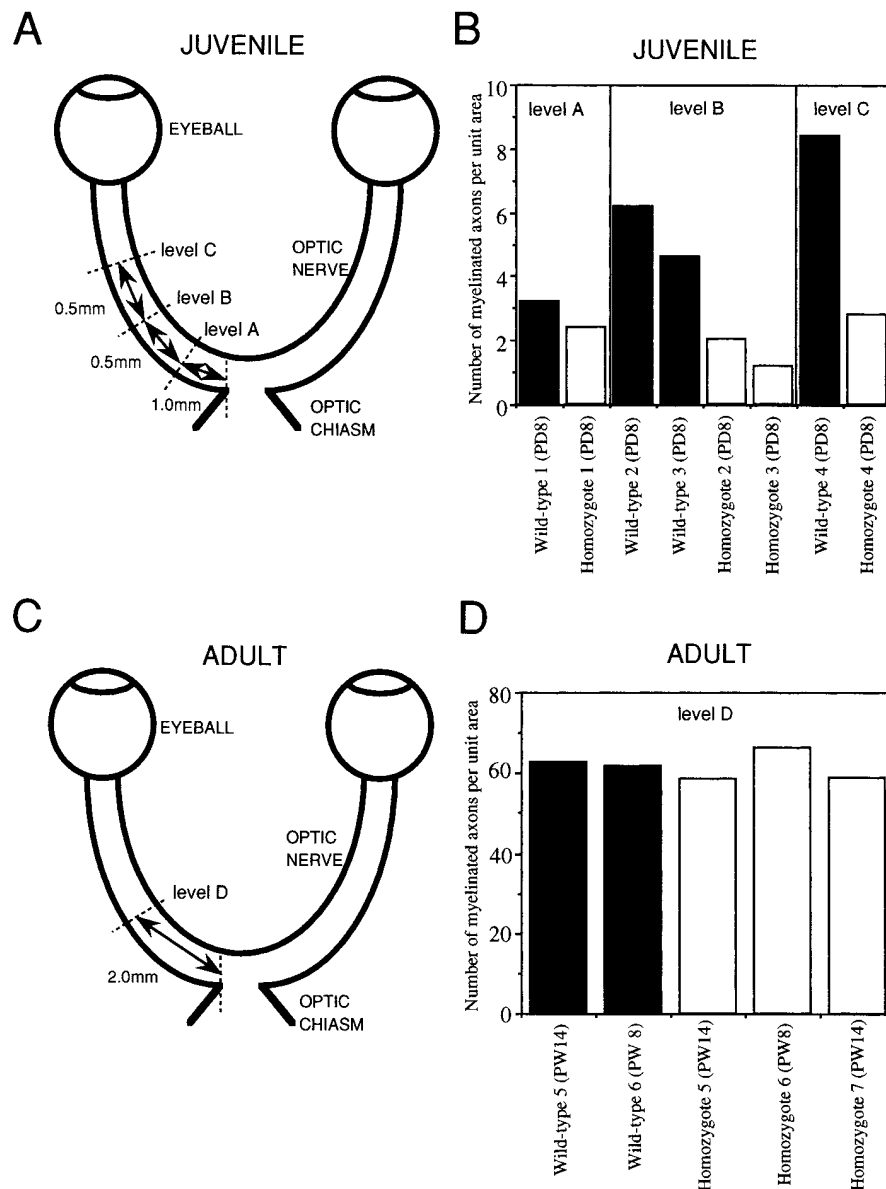 A
JUVENILE
EYEBALL
OPTIC
NERVE
level C
level B
level A
0.5mm
0.5mm
1.0mm
OPTIC
CHIASM
B
JUVENILE
Number of myelinated axons per unit area
10
8
6
4
2
0
level A
level B
level C
Wild-type 1 (PD8)
Homozygote 1 (PD8)
Wild-type 2 (PD8)
Wild-type 3 (PD8)
Homozygote 2 (PD8)
Homozygote 3 (PD8)
Wild-type 4 (PD8)
Homozygote 4 (PD8)
C
ADULT
EYEBALL
OPTIC
NERVE
level D
2.0mm
OPTIC
CHIASM
D
ADULT
Number of myelinated axons per unit area
80
60
40
20
0
level D
Wild-type 5 (PW14)
Wild-type 6 (PW 8)
Homozygote 5 (PW14)
Homozygote 6 (PW8)
Homozygote 7 (PW14)